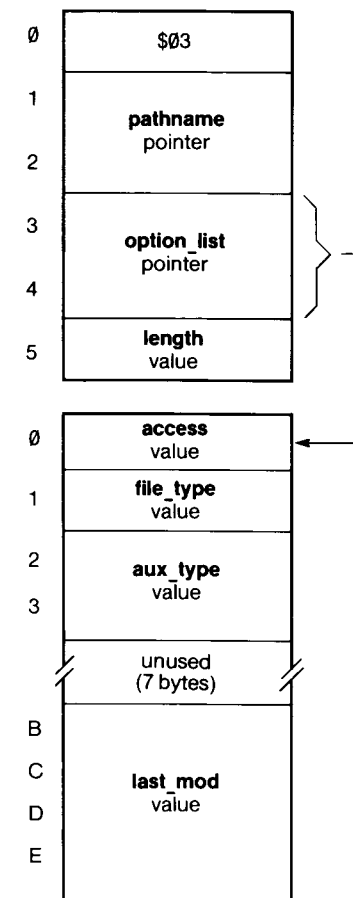 Ø
$Ø3
1
pathname
pointer
2
3
option_list
pointer
4
5
length
value
Ø
access
value
1
file_type
value
2
aux_type
value
3
unused
(7 bytes)
B
C
last_mod
value
D
E